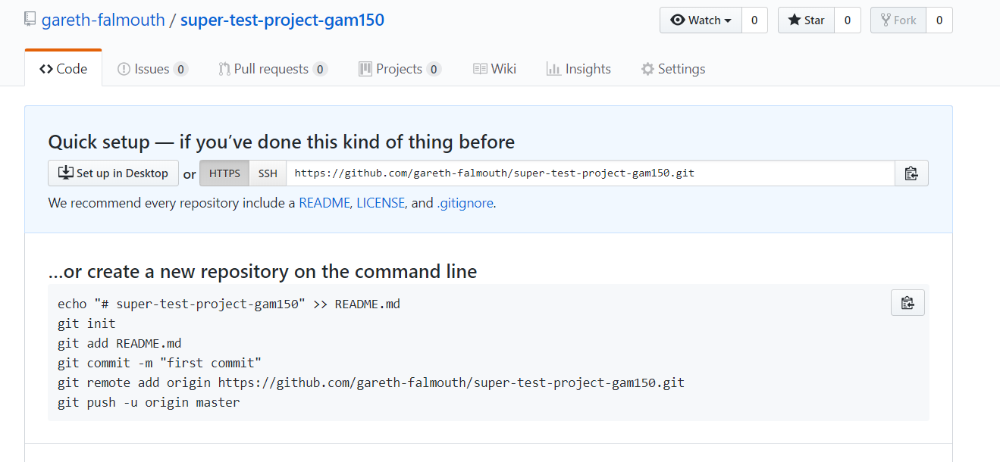 gareth-falmouth / super-test-project-gam150
Watch 0 Star 0 Fork 0
Code Issues 0 Pull requests 0 Projects 0 Wiki Insights Settings
Quick setup — if you’ve done this kind of thing before
Set up in Desktop or HTTPS SSH https://github.com/gareth-falmouth/super-test-project-gam150.git
We recommend every repository include a README, LICENSE, and .gitignore.
…or create a new repository on the command line
echo "# super-test-project-gam150" >> README.md
git init
git add README.md
git commit -m "first commit"
git remote add origin https://github.com/gareth-falmouth/super-test-project-gam150.git
git push -u origin master